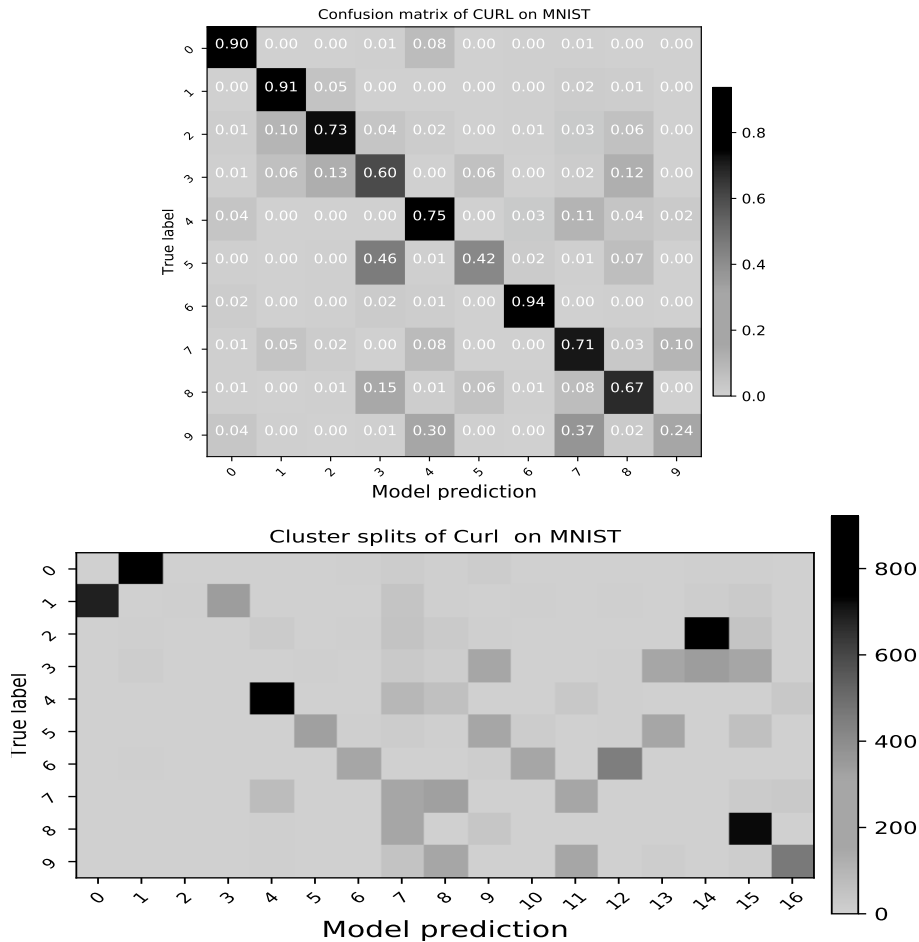 Confusion matrix of CURL on MNIST
0 0.90 0.00 0.00 0.01 0.08 0.00 0.00 0.01 0.00 0.00
1 0.00 0.91 0.05 0.00 0.00 0.00 0.00 0.02 0.01 0.00
2 0.01 0.10 0.73 0.04 0.02 0.00 0.01 0.03 0.06 0.00
3 0.01 0.06 0.13 0.60 0.00 0.06 0.00 0.02 0.12 0.00
4 0.04 0.00 0.00 0.00 0.75 0.00 0.03 0.11 0.04 0.02
5 0.00 0.00 0.00 0.46 0.01 0.42 0.02 0.01 0.07 0.00
6 0.02 0.00 0.00 0.02 0.01 0.00 0.94 0.00 0.00 0.00
7 0.01 0.05 0.02 0.00 0.08 0.00 0.00 0.71 0.03 0.10
8 0.01 0.00 0.01 0.15 0.01 0.06 0.01 0.08 0.67 0.00
9 0.04 0.00 0.00 0.01 0.30 0.00 0.00 0.37 0.02 0.24
True label
0 1 2 3 4 5 6 7 8 9
Model prediction
0.8
0.6
0.4
0.2
0.0
Cluster splits of Curl on MNIST
0
1
2
3
4
5
6
7
8
9
True label
0 1 2 3 4 5 6 7 8 9 10 11 12 13 14 15 16
Model prediction
800
600
400
200
0